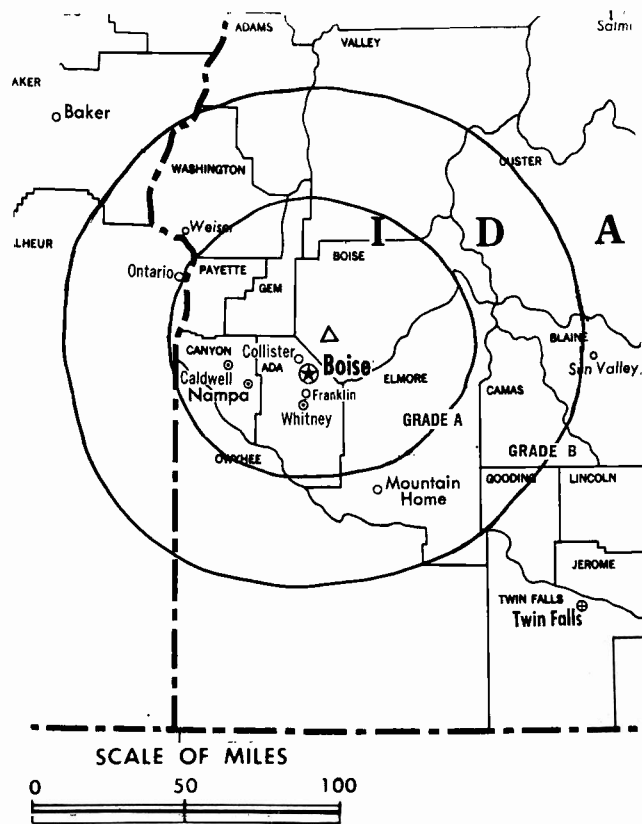 ADAMS
VALLEY
1
Salmi
AKER
Baker
CUSTER
WASHINGTON
LHEUR
Weiser
I D A
BOISE
Ontario
PAYETTE
GEM
BLAINE
CANYON
Collister
ADA
Boise
Sun Valley
Caldwell
ELMORE
Nampa
Franklin
CAMAS
Whitney
GRADE A
OWYHEE
GRADE B
Mountain
Home
GOODING
LINCOLN
JEROME
TWIN FALLS
Twin Falls
SCALE OF MILES
0 50 100